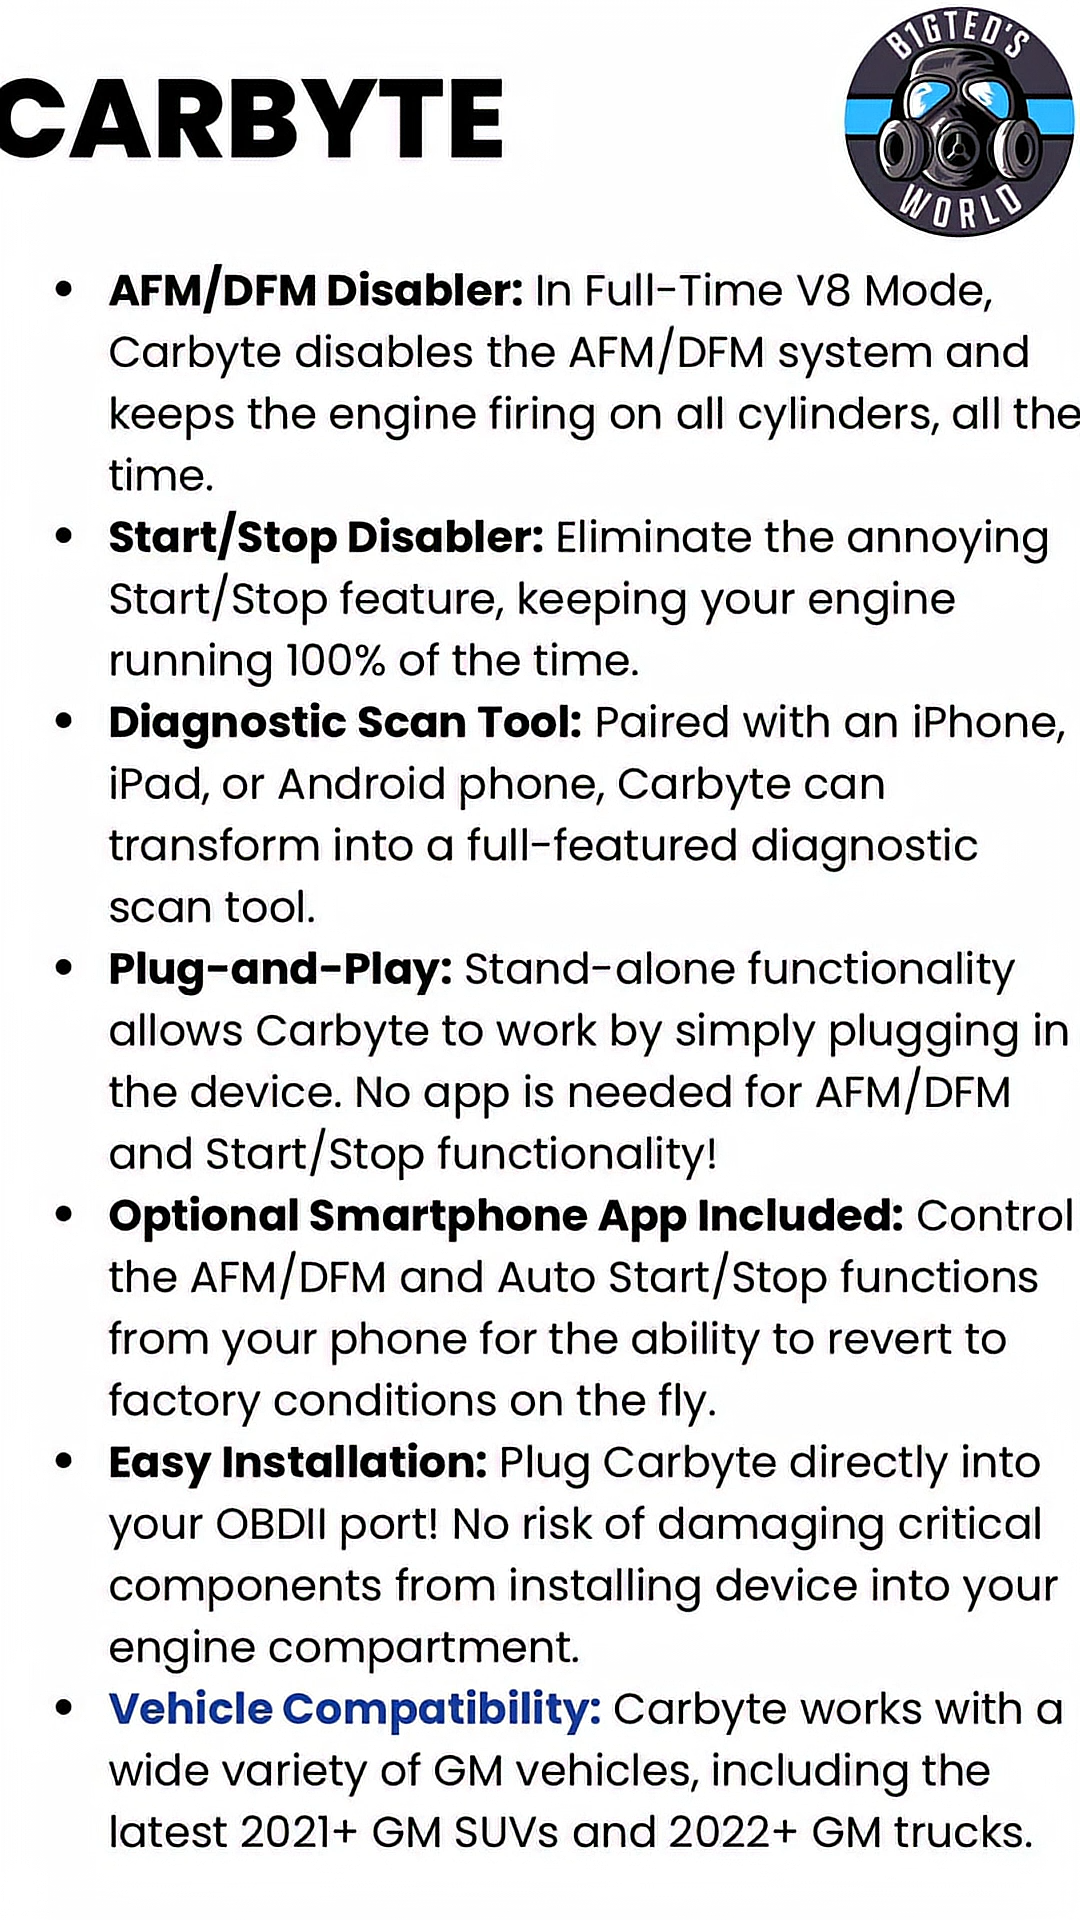 CARBYTE
B1GTED'S
WORLD
• AFM/DFM Disabler: In Full-Time V8 Mode,
Carbyte disables the AFM/DFM system and
keeps the engine firing on all cylinders, all the
time.
• Start/Stop Disabler: Eliminate the annoying
Start/Stop feature, keeping your engine
running 100% of the time.
• Diagnostic Scan Tool: Paired with an iPhone,
iPad, or Android phone, Carbyte can
transform into a full-featured diagnostic
scan tool.
• Plug-and-Play: Stand-alone functionality
allows Carbyte to work by simply plugging in
the device. No app is needed for AFM/DFM
and Start/Stop functionality!
• Optional Smartphone App Included: Control
the AFM/DFM and Auto Start/Stop functions
from your phone for the ability to revert to
factory conditions on the fly.
• Easy Installation: Plug Carbyte directly into
your OBDII port! No risk of damaging critical
components from installing device into your
engine compartment.
• Vehicle Compatibility: Carbyte works with a
wide variety of GM vehicles, including the
latest 2021+ GM SUVs and 2022+ GM trucks.